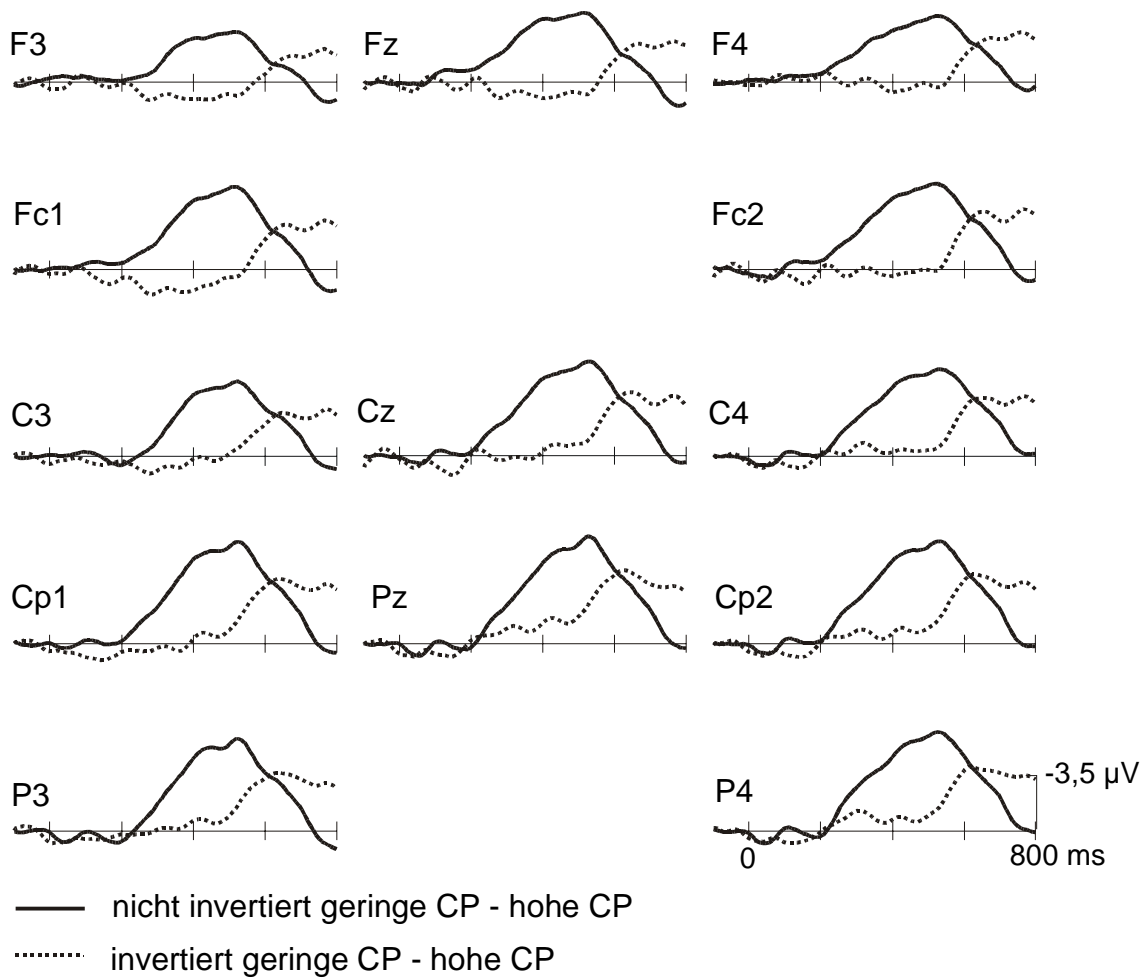 F3 Fz F4
Fc1 Fc2
C3 Cz C4
Cp1 Pz Cp2
P3 P4 -3,5 µV
0 800 ms
nicht invertiert geringe CP - hohe CP
invertiert geringe CP - hohe CP